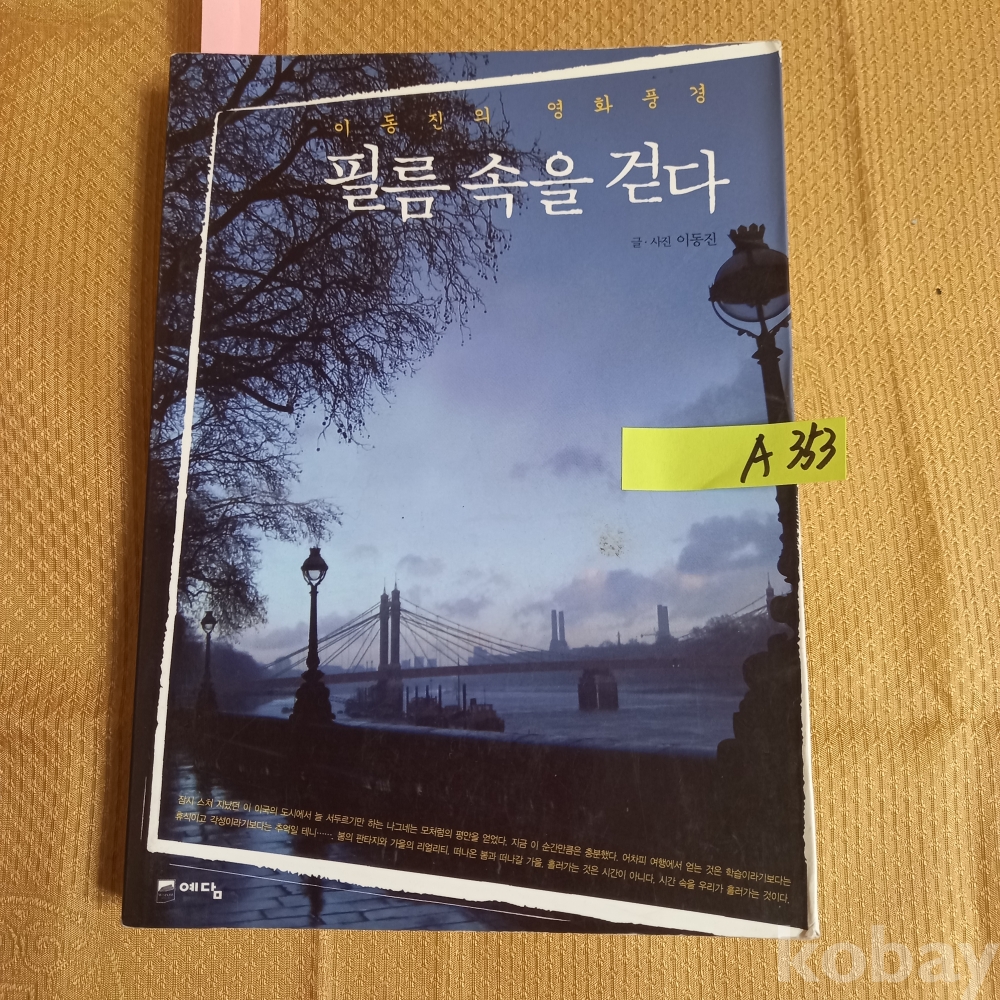 이동진의 영화풍경
필름 속을 걷다
글·사진 이동진
A 353
잠시 스쳐 지났던 이 이국의 도시에서 늘 서두르기만 하는 나그네는 모처럼의 평안을 얻었다. 지금 이 순간만큼은 충분했다. 어차피 여행에서 얻는 것은 학습이라기보다는
휴식이고 각성이라기보다는 추억일 테니……. 봄의 판타지와 가을의 리얼리티. 떠나온 봄과 떠나갈 가을. 흘러가는 것은 시간이 아니다. 시간 속을 우리가 흘러가는 것이다.
예담
kobay